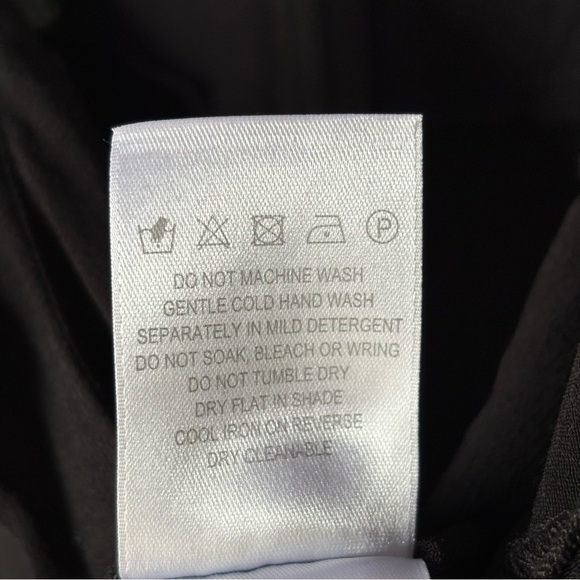 P
DO NOT MACHINE WASH
GENTLE COLD HAND WASH
SEPARATELY IN MILD DETERGENT
DO NOT SOAK, BLEACH OR WRING
DO NOT TUMBLE DRY
DRY FLAT IN SHADE
COOL IRON ON REVERSE
DRY CLEANABLE